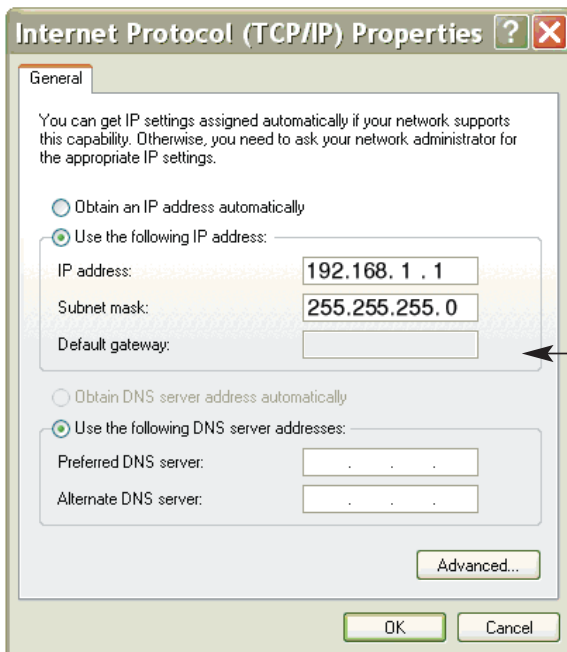 Internet Protocol (TCP/IP) Properties
General
You can get IP settings assigned automatically if your network supports
this capability. Otherwise, you need to ask your network administrator for
the appropriate IP settings.
Obtain an IP address automatically
Use the following IP address:
IP address: 192.168. 1 . 1
Subnet mask: 255.255.255. 0
Default gateway:
Obtain DNS server address automatically
Use the following DNS server addresses:
Preferred DNS server: . . .
Alternate DNS server: . . .
Advanced...
OK Cancel